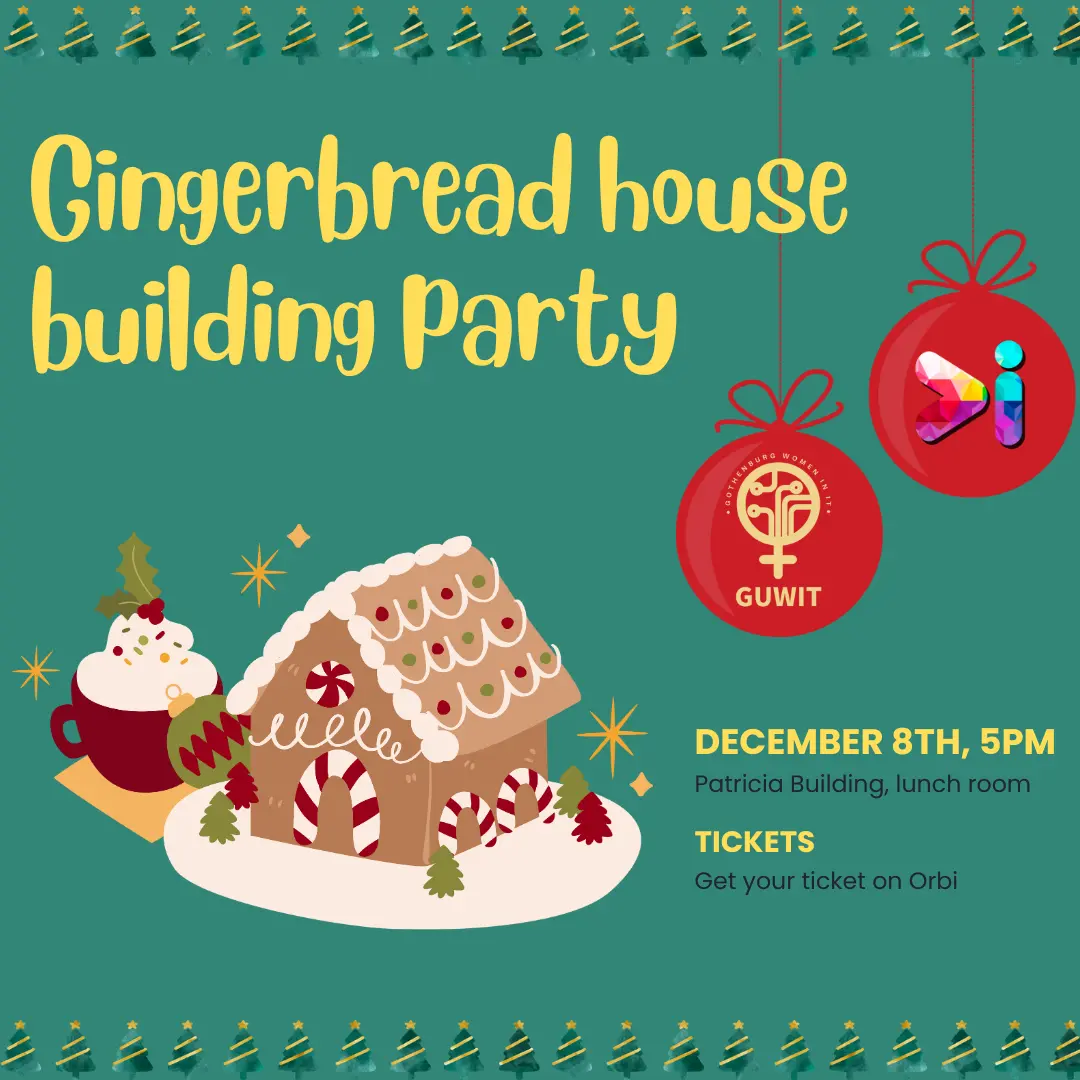 Gingerbread house
building Party
GOTHENBURG WOMEN IN IT
GUWIT
DECEMBER 8TH, 5PM
Patricia Building, lunch room
TICKETS
Get your ticket on Orbi